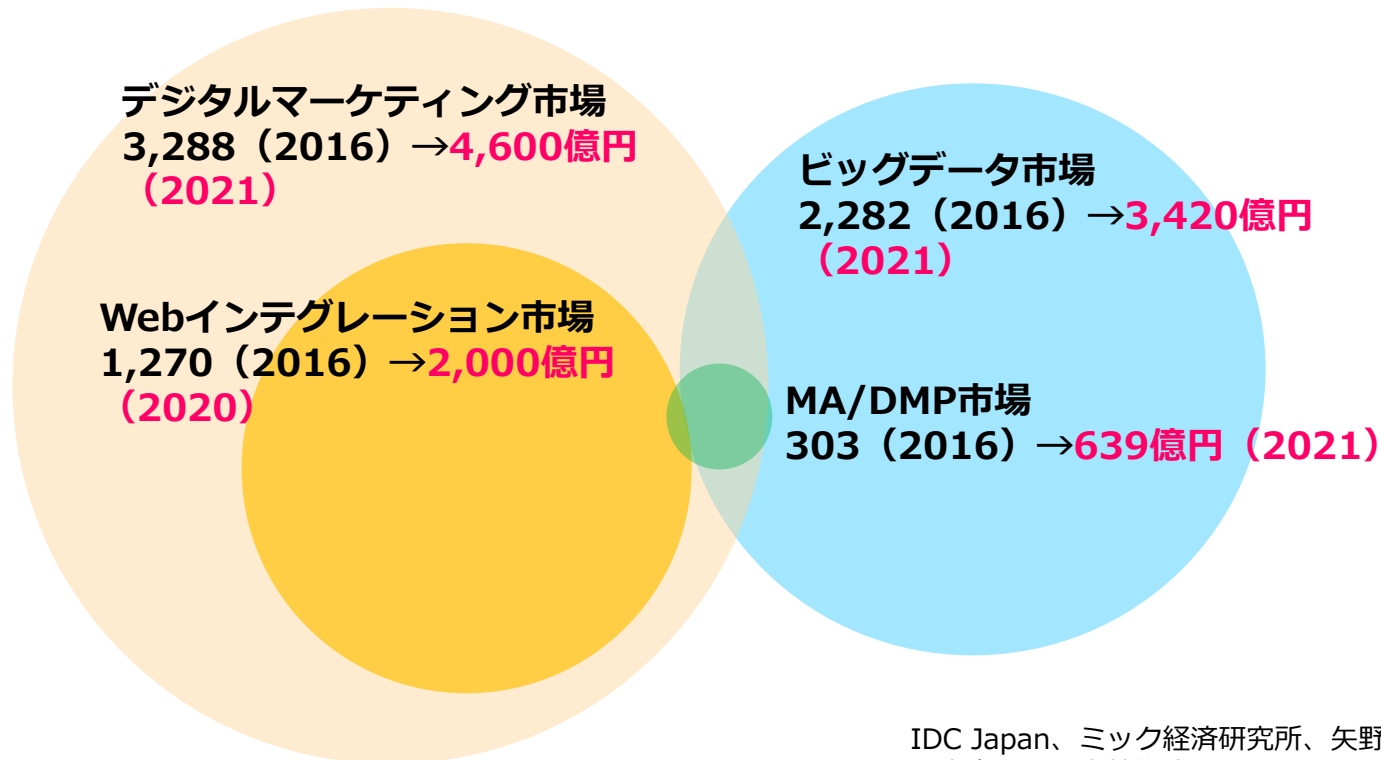 デジタルマーケティング市場
3,288（2016）→4,600億円
（2021）
ビッグデータ市場
2,282（2016）→3,420億円
（2021）
Webインテグレーション市場
1,270（2016）→2,000億円
（2020）
MA/DMP市場
303（2016）→639億円（2021）
IDC Japan、ミック経済研究所、矢野